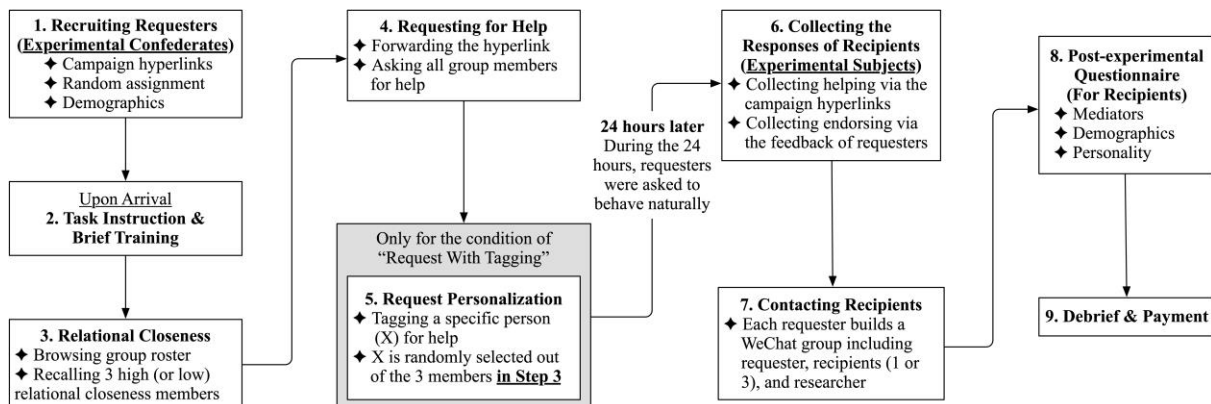 1. Recruiting Requesters
(Experimental Confederates)
✦ Campaign hyperlinks
✦ Random assignment
✦ Demographics
Upon Arrival
2. Task Instruction &
Brief Training
3. Relational Closeness
✦ Browsing group roster
✦ Recalling 3 high (or low)
relational closeness members
4. Requesting for Help
✦ Forwarding the hyperlink
✦ Asking all group members
for help
Only for the condition of
“Request With Tagging”
5. Request Personalization
✦ Tagging a specific person
(X) for help
✦ X is randomly selected out
of the 3 members in Step 3
24 hours later
During the 24
hours, requesters
were asked to
behave naturally
6. Collecting the
Responses of Recipients
(Experimental Subjects)
✦ Collecting helping via the
campaign hyperlinks
✦ Collecting endorsing via
the feedback of requesters
7. Contacting Recipients
✦ Each requester builds a
WeChat group including
requester, recipients (1 or
3), and researcher
8. Post-experimental
Questionnaire
(For Recipients)
✦ Mediators
✦ Demographics
✦ Personality
9. Debrief & Payment